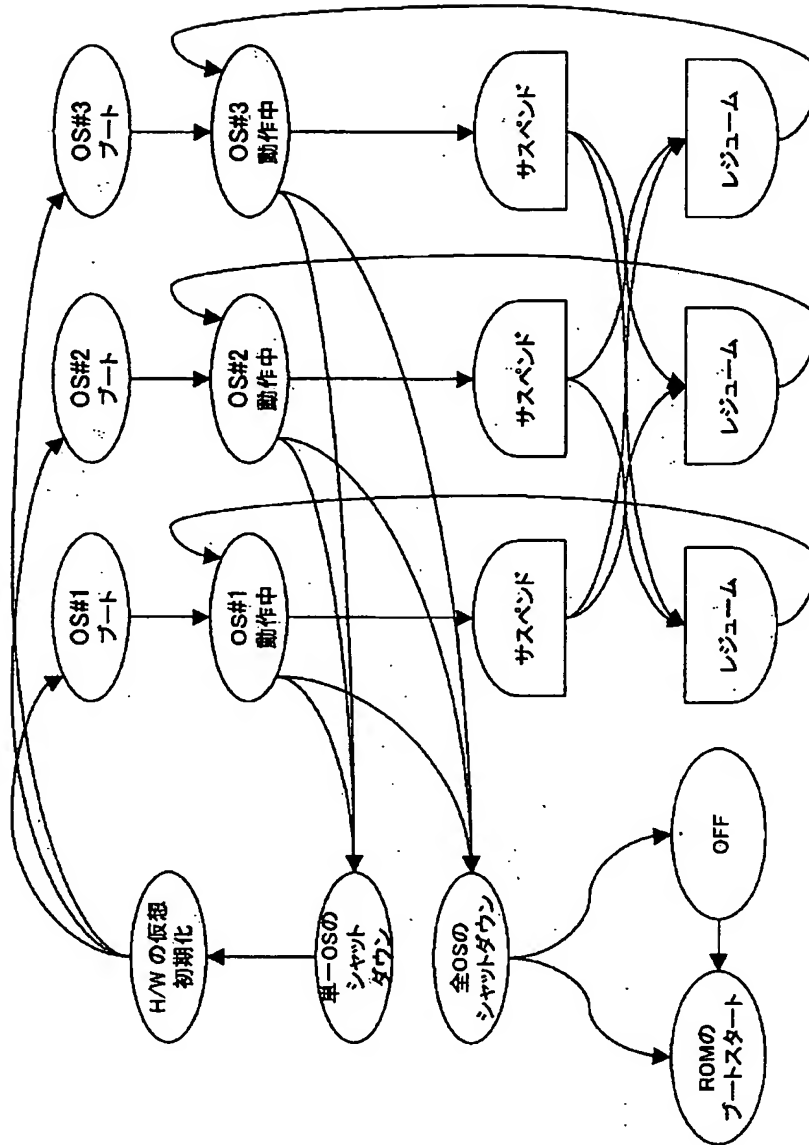 OS#1
ブート
OS#2
ブート
OS#3
ブート
H/Wの仮想
初期化
OS#1
動作中
OS#2
動作中
OS#3
動作中
単一OSの
シャット
ダウン
全OSの
シャットダウン
サスペンド
サスペンド
サスペンド
ROMの
ブートスタート
OFF
レジューム
レジューム
レジューム